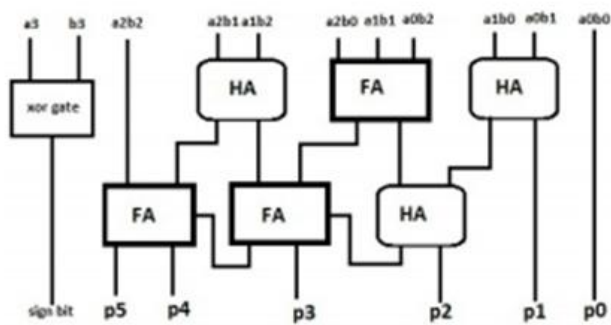 a3 b3 a2b2 a2b1 a1b2 a2b0 a1b1 a0b2 a1b0 a0b1 a0b0
xor gate HA FA HA
FA FA HA
sign bit p5 p4 p3 p2 p1 p0